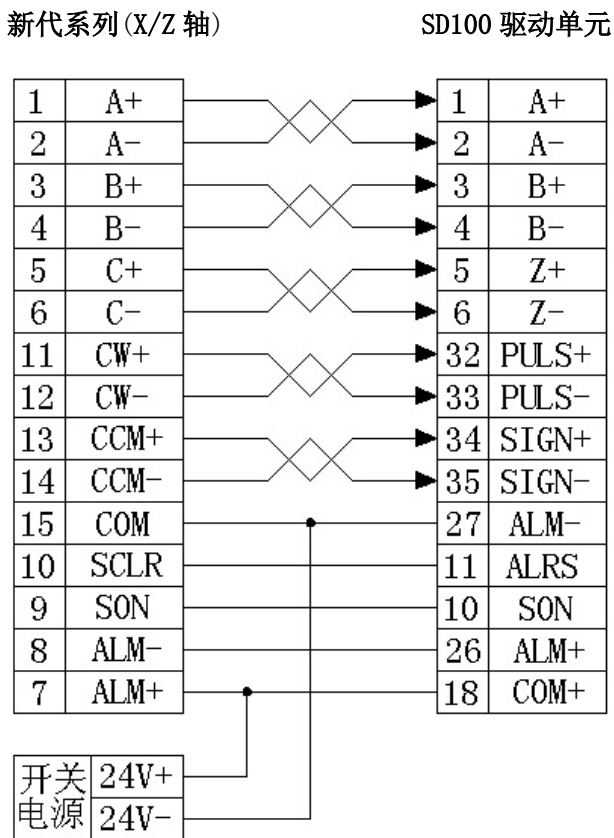 新代系列(X/Z 轴) SD100 驱动单元
1 A+ 1 A+
2 A- 2 A-
3 B+ 3 B+
4 B- 4 B-
5 C+ 5 Z+
6 C- 6 Z-
11 CW+ 32 PULS+
12 CW- 33 PULS-
13 CCM+ 34 SIGN+
14 CCM- 35 SIGN-
15 COM 27 ALM-
10 SCLR 11 ALRS
9 SON 10 SON
8 ALM- 26 ALM+
7 ALM+ 18 COM+
开关 24V+
电源 24V-